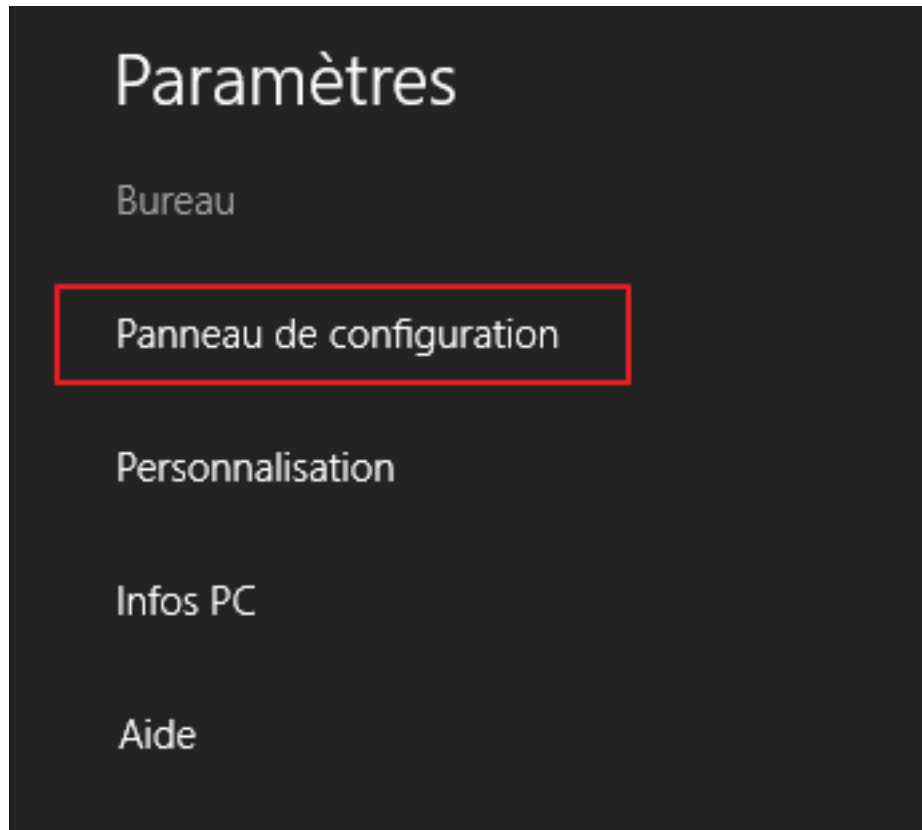 Paramètres
Bureau
Panneau de configuration
Personnalisation
Infos PC
Aide